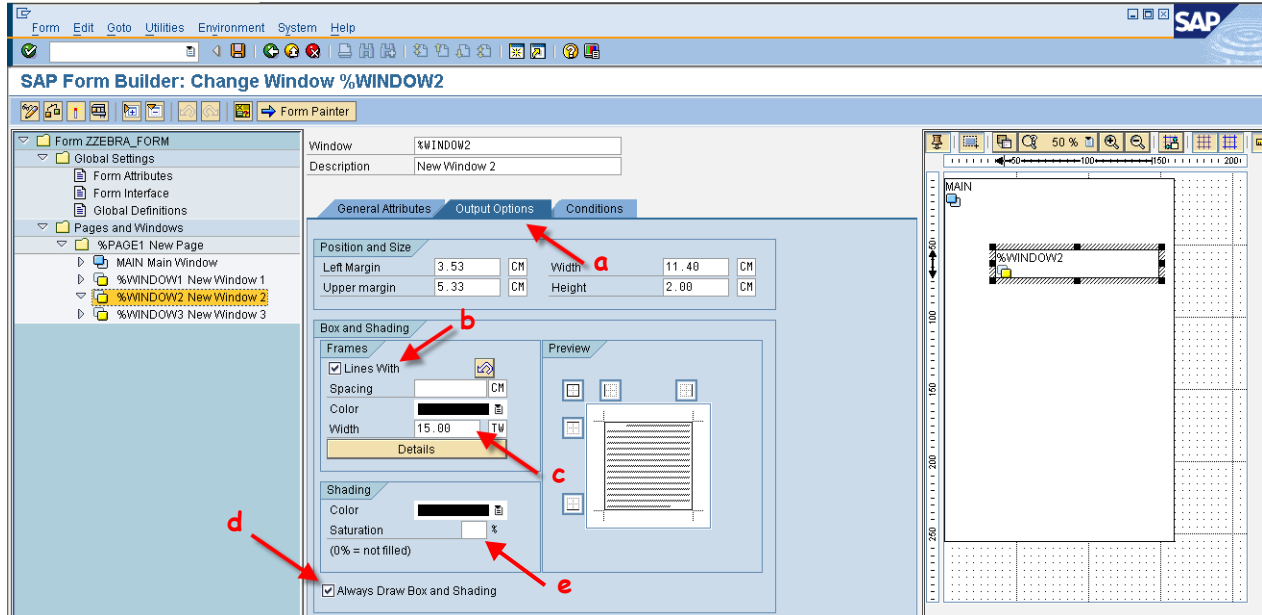 Form Edit Goto Utilities Environment System Help
SAP
SAP Form Builder: Change Window %WINDOW2
Form Painter
Form ZZEBRA_FORM
Global Settings
Form Attributes
Form Interface
Global Definitions
Pages and Windows
%PAGE1 New Page
MAIN Main Window
%WINDOW1 New Window 1
%WINDOW2 New Window 2
%WINDOW3 New Window 3
Window %WINDOW2
Description New Window 2
General Attributes Output Options Conditions
a
Position and Size
Left Margin 3.53 CM Width 11.40 CM
Upper margin 5.33 CM Height 2.00 CM
Box and Shading
b
Frames
Lines With
Spacing CM
Color
Width 15.00 TW
Details
c
Preview
Shading
Color
Saturation %
(0% = not filled)
d
e
Always Draw Box and Shading
50 %
50 100 150 200
MAIN
%WINDOW2
50
100
150
200
250